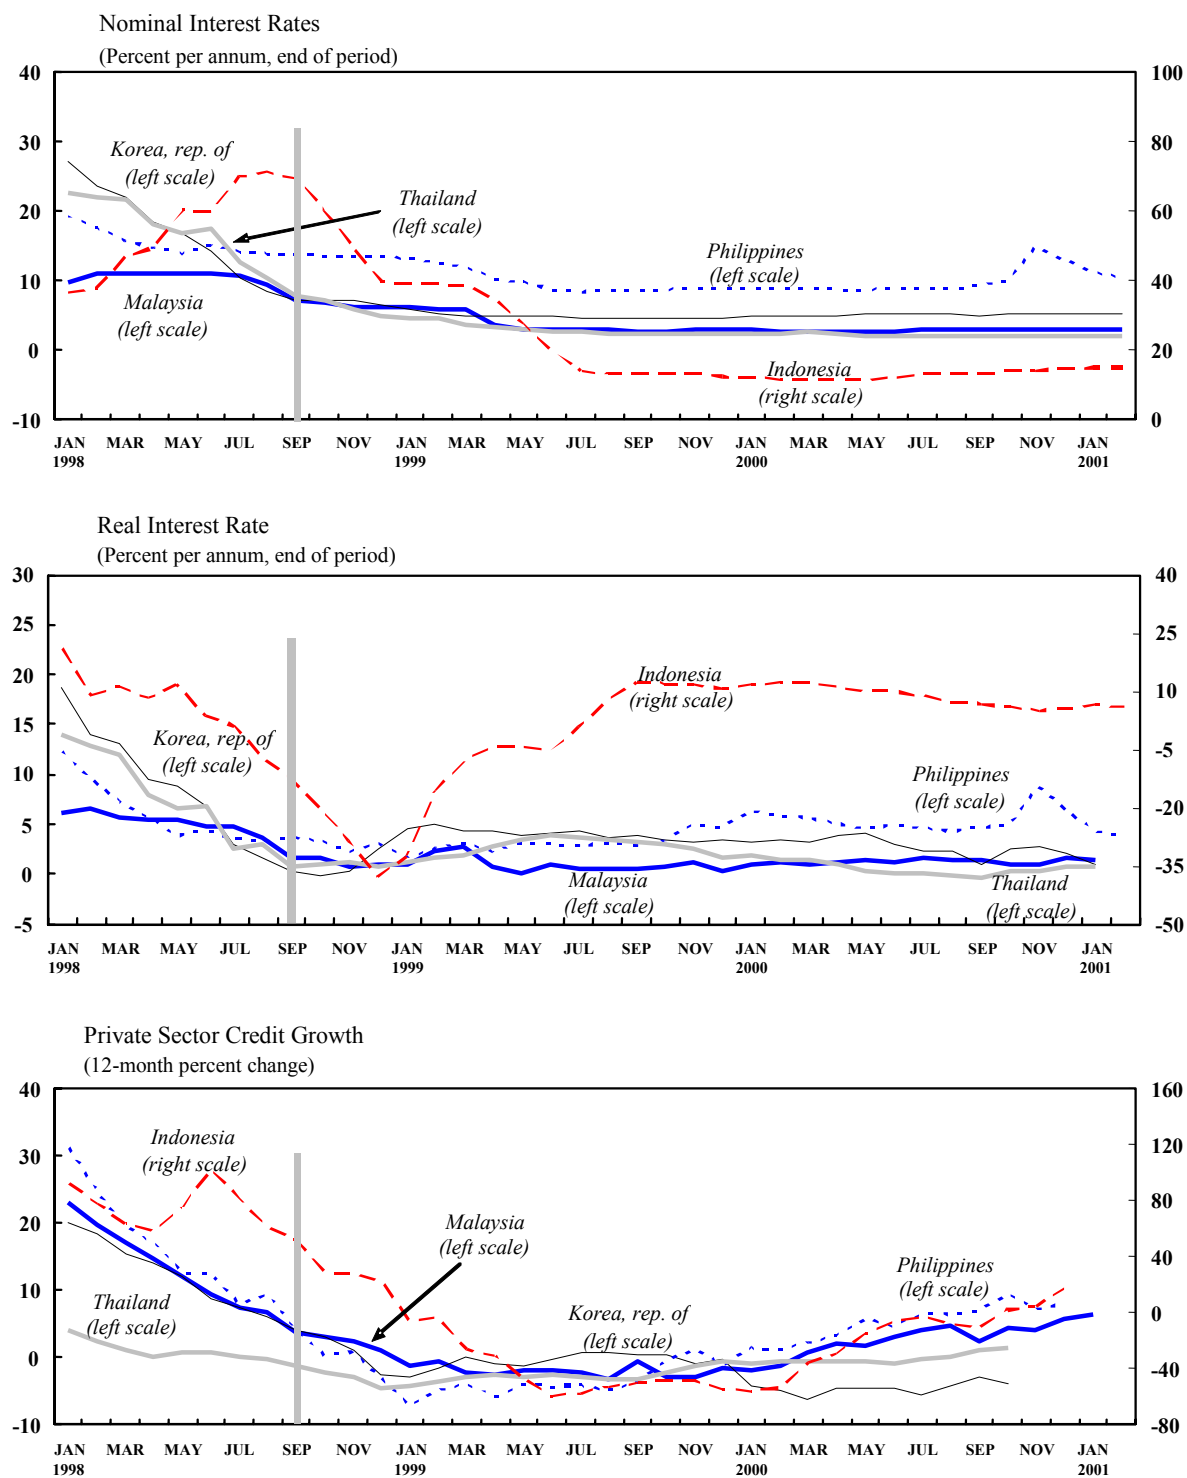 Nominal Interest Rates
(Percent per annum, end of period)
40 100
30 80
Korea, rep. of
(left scale)
Thailand
(left scale)
20 60
Philippines
(left scale)
10 40
Malaysia
(left scale)
0 20
Indonesia
(right scale)
-10 0
JAN MAR MAY JUL SEP NOV JAN MAR MAY JUL SEP NOV JAN MAR MAY JUL SEP NOV JAN
1998 1999 2000 2001
Real Interest Rate
(Percent per annum, end of period)
30 40
25 25
20 10
Indonesia
(right scale)
15 -5
Korea, rep. of
(left scale)
10 -20
Philippines
(left scale)
5 -35
0
Malaysia
(left scale)
Thailand
(left scale)
-5 -50
JAN MAR MAY JUL SEP NOV JAN MAR MAY JUL SEP NOV JAN MAR MAY JUL SEP NOV JAN
1998 1999 2000 2001
Private Sector Credit Growth
(12-month percent change)
40 160
30 120
Indonesia
(right scale)
20 80
Malaysia
(left scale)
40
Philippines
(left scale)
10 0
Thailand
(left scale)
Korea, rep. of
(left scale)
0 -40
-10 -80
JAN MAR MAY JUL SEP NOV JAN MAR MAY JUL SEP NOV JAN MAR MAY JUL SEP NOV JAN
1998 1999 2000 2001